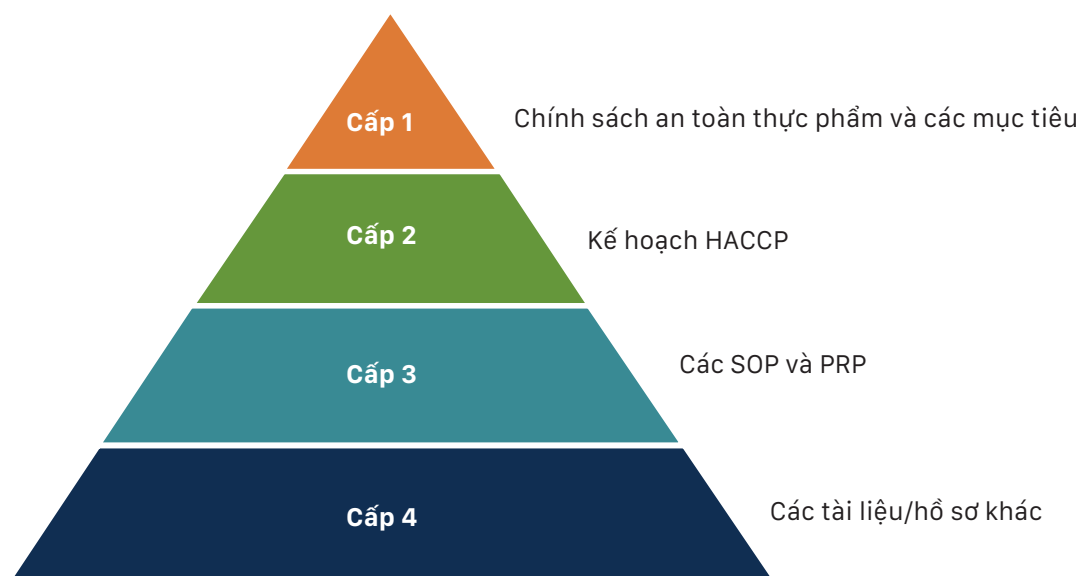 Cấp 1
Chính sách an toàn thực phẩm và các mục tiêu
Cấp 2
Kế hoạch HACCP
Các SOP và PRP
Cấp 3
Các tài liệu/hồ sơ khác
Cấp 4